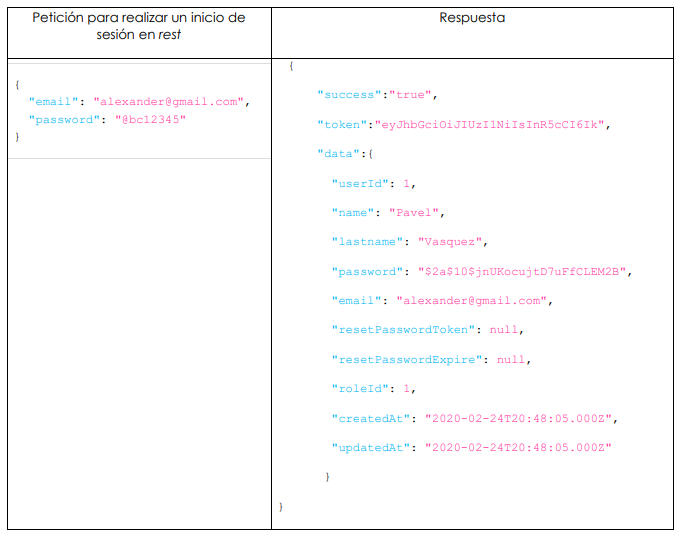 Petición para realizar un inicio de
sesión en rest
Respuesta
{
"email": "alexander@gmail.com",
"password": "@bc12345"
}
{
"success":"true",
"token":"eyJhbGciOiJIUzI1NiIsInR5cCI6Ik",
"data":{
"userId": 1,
"name": "Pavel",
"lastname": "Vasquez",
"password": "$2a$10$jnUKocujtD7uFfCLEM2B",
"email": "alexander@gmail.com",
"resetPasswordToken": null,
"resetPasswordExpire": null,
"roleId": 1,
"createdAt": "2020-02-24T20:48:05.000Z",
"updatedAt": "2020-02-24T20:48:05.000Z"
}
}